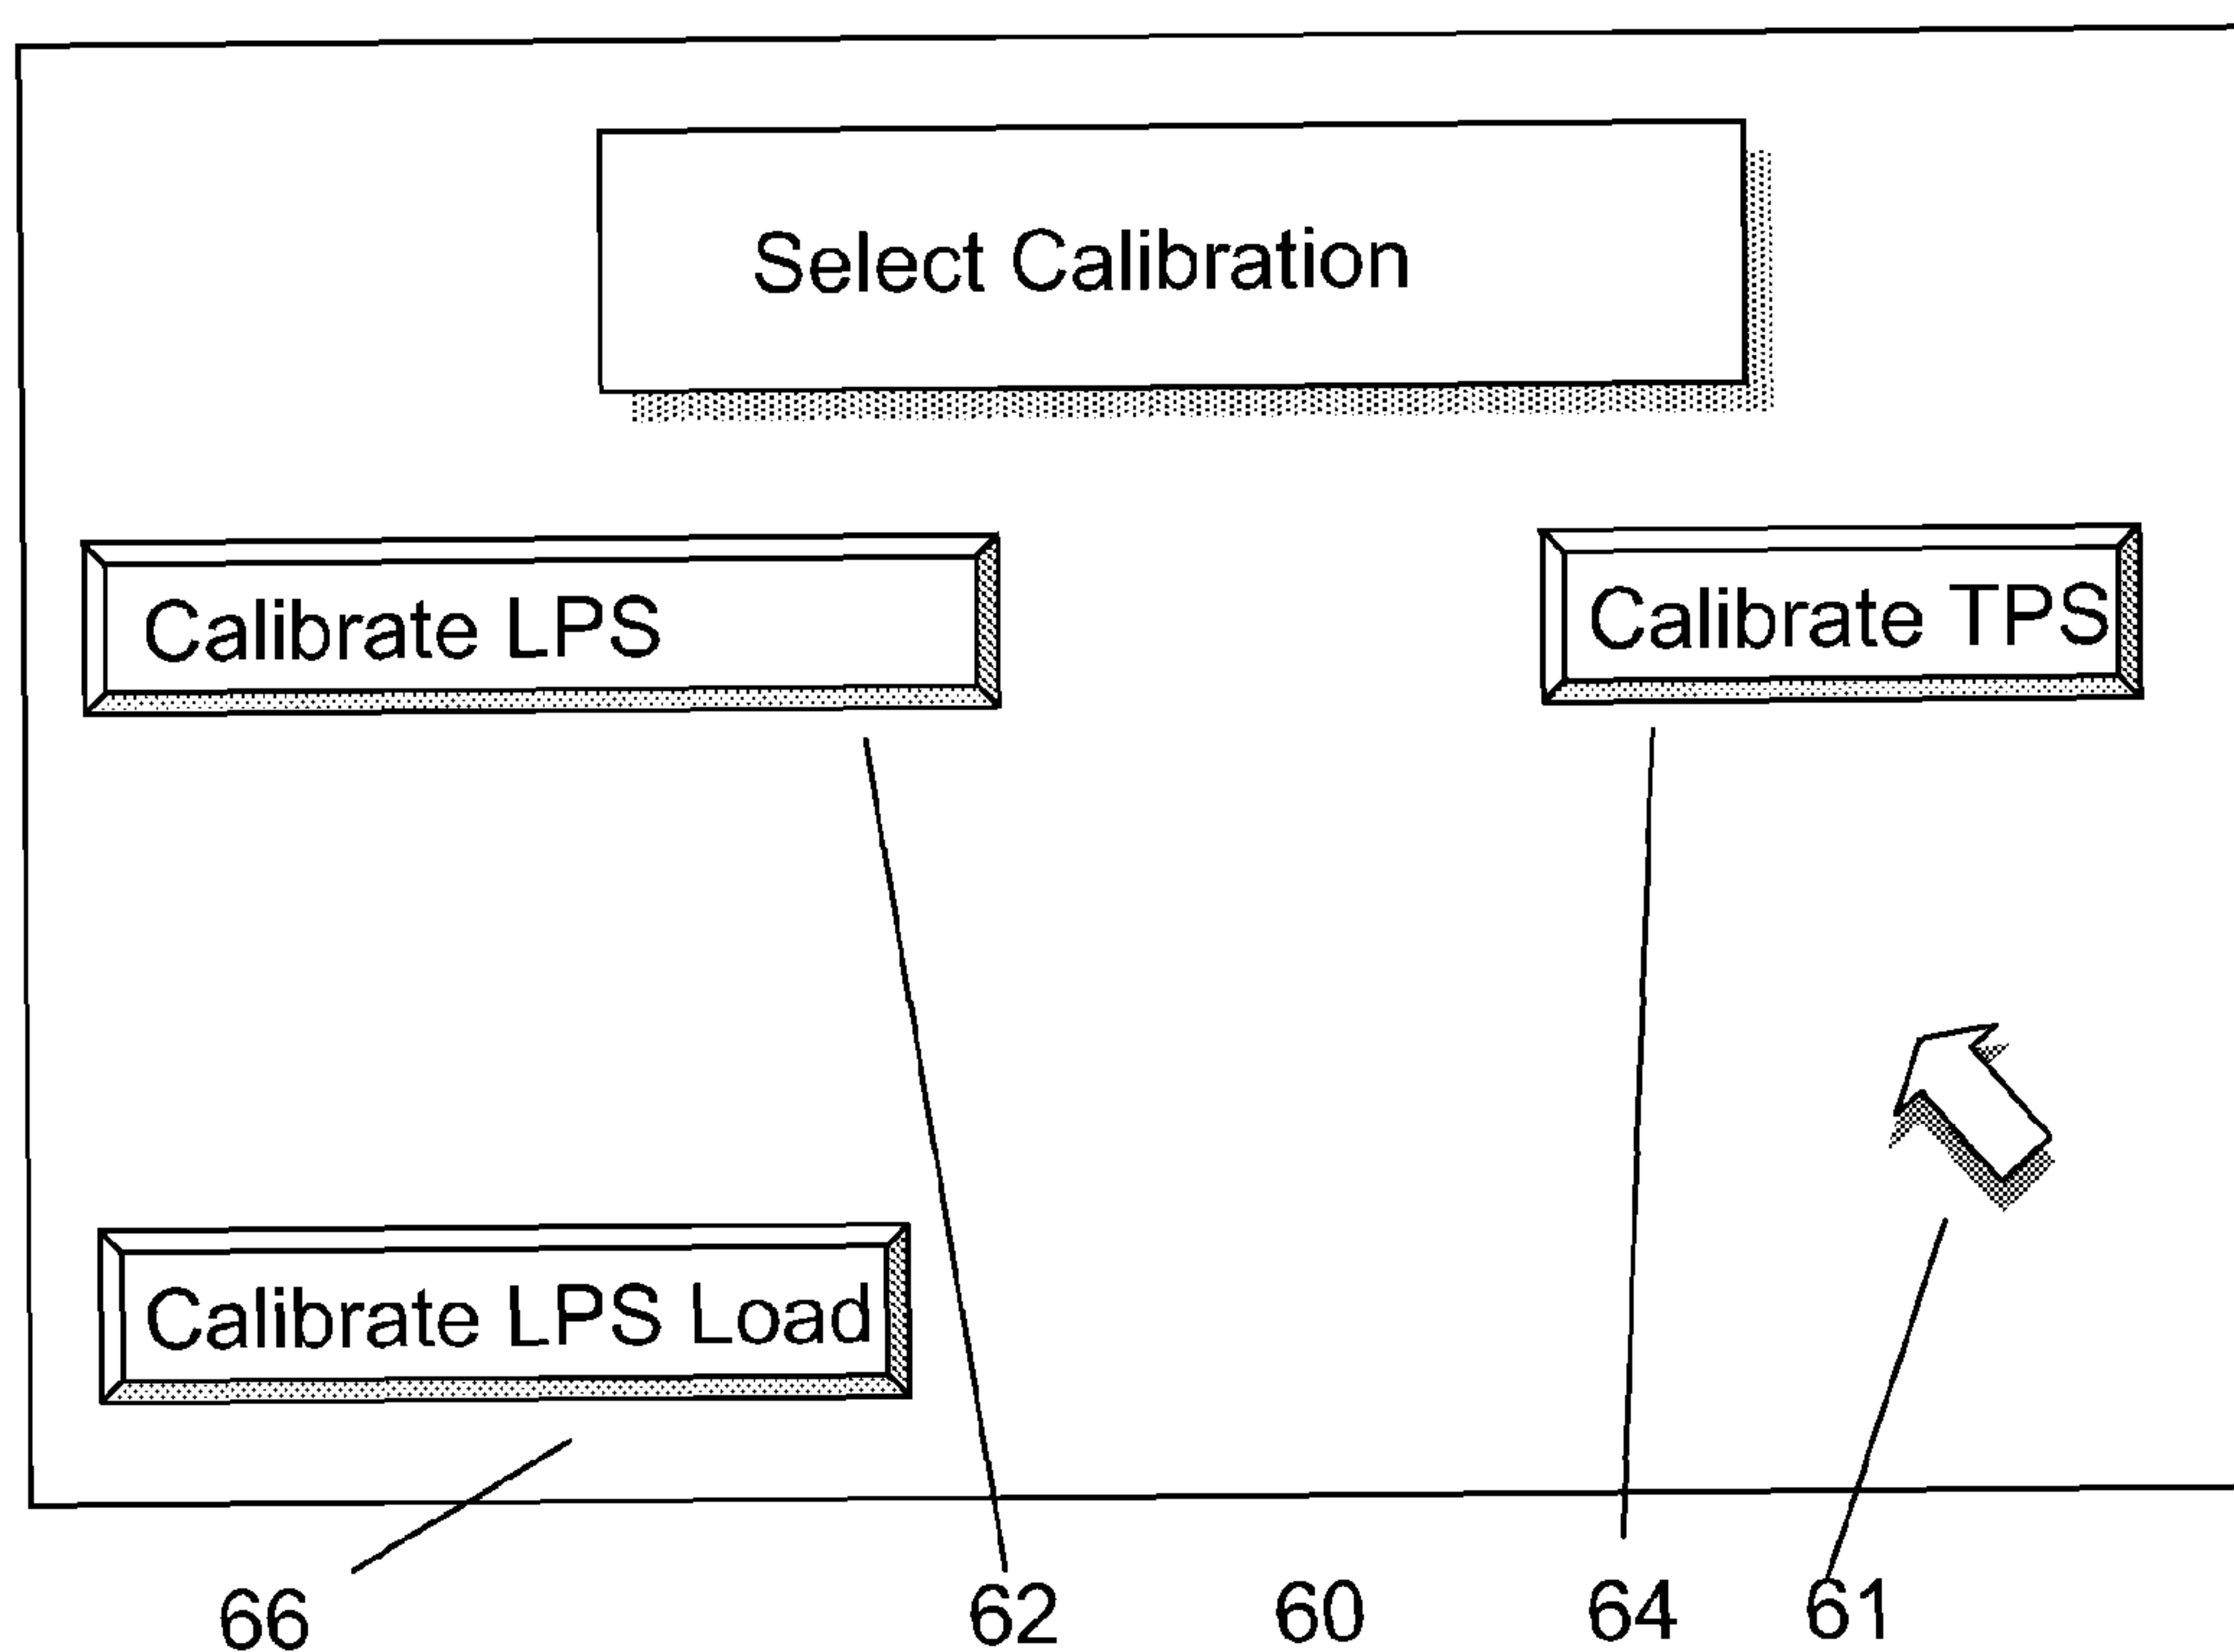 Select Calibration
Calibrate LPS
Calibrate TPS
Calibrate LPS Load
66
62
60
64
61